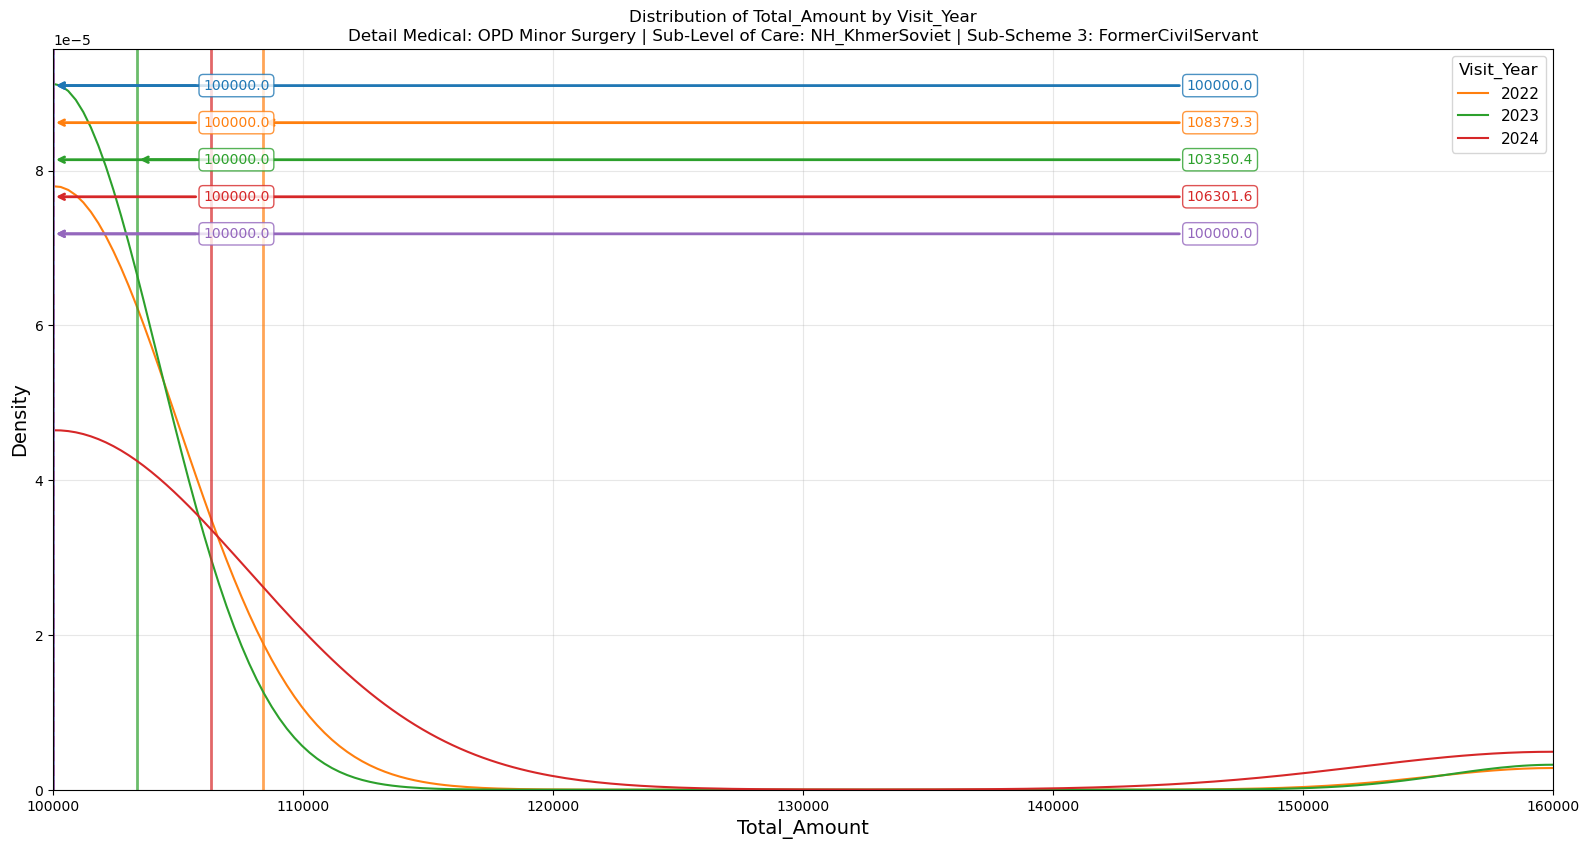 Distribution of Total_Amount by Visit_Year
Detail Medical: OPD Minor Surgery | Sub-Level of Care: NH_KhmerSoviet | Sub-Scheme 3: FormerCivilServant
1e−5
Visit_Year
2022
2023
2024
100000.0 100000.0
100000.0 108379.3
100000.0 103350.4
100000.0 106301.6
100000.0 100000.0
8
6
4
2
0
Density
100000 110000 120000 130000 140000 150000 160000
Total_Amount